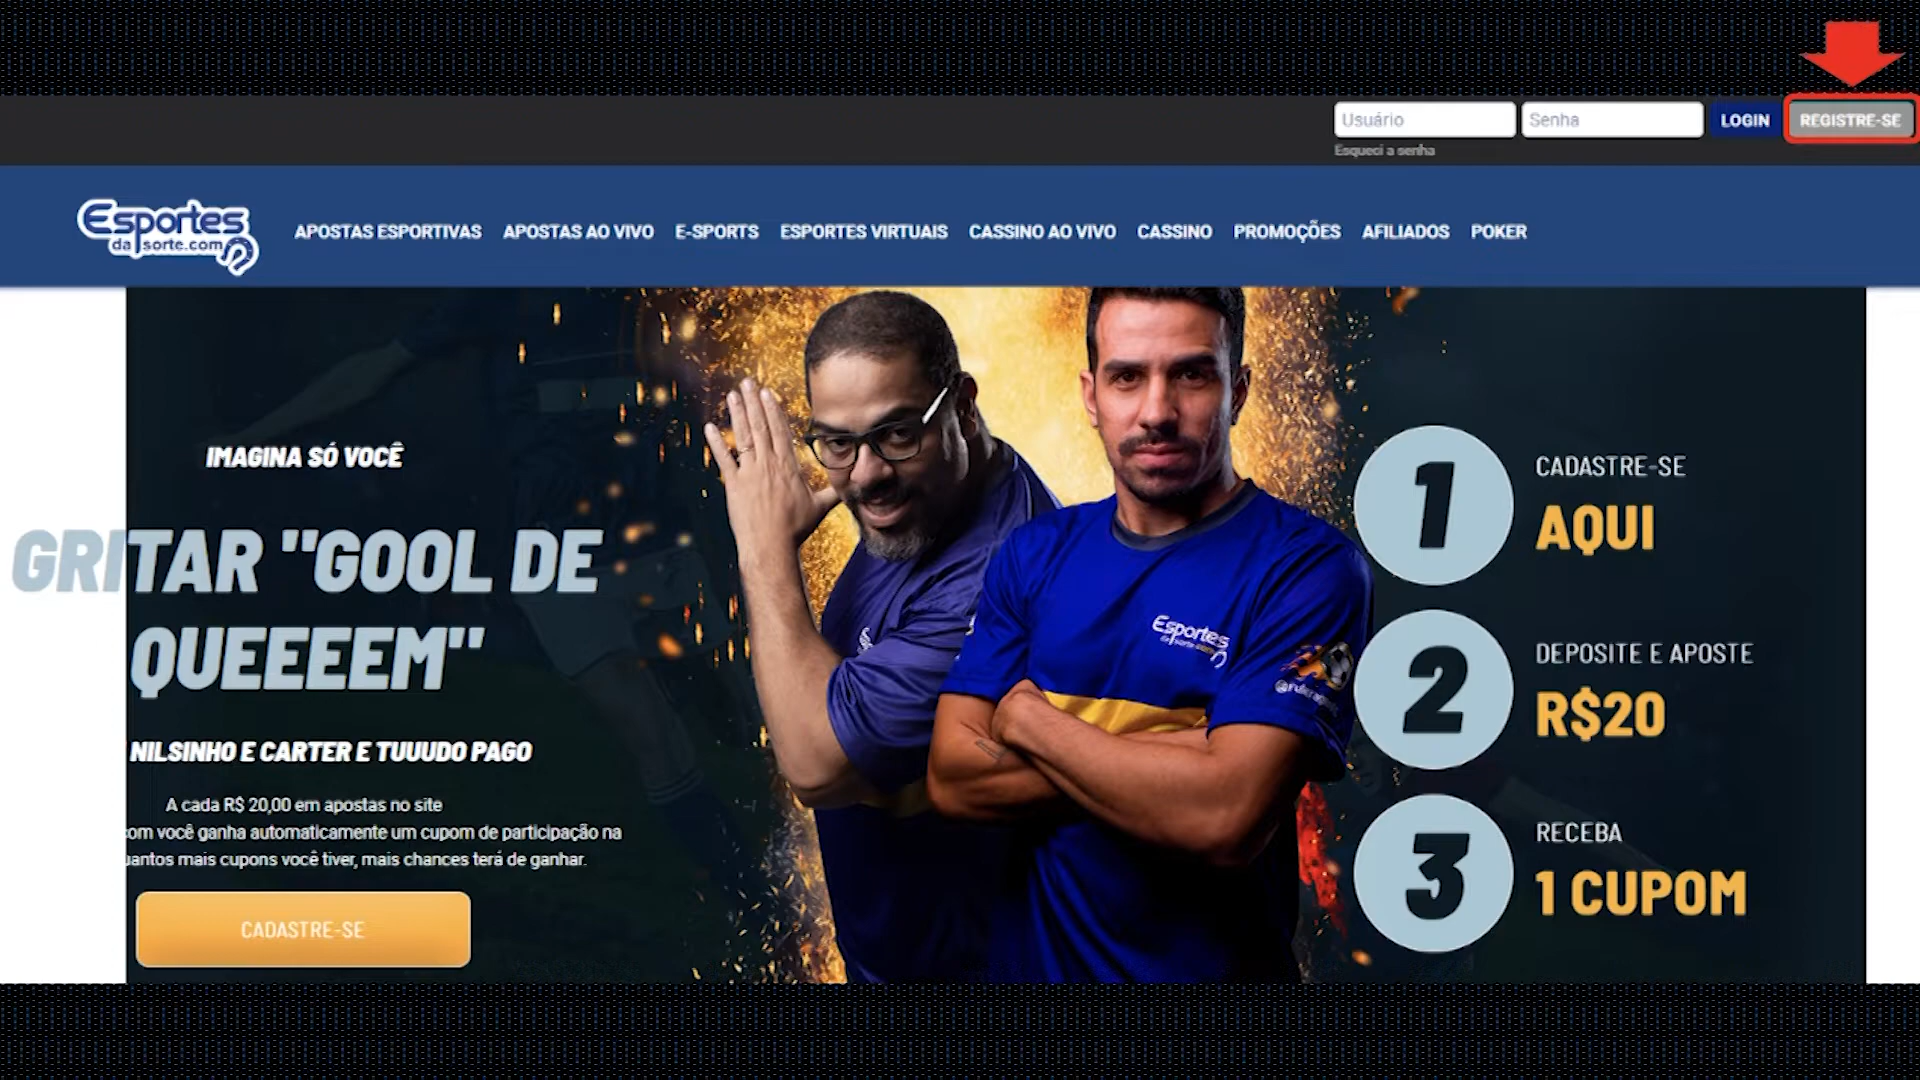 Usuário
Senha
LOGIN
REGISTRE-SE
Esqueci a senha
Esportes
da sorte.com
APOSTAS ESPORTIVAS
APOSTAS AO VIVO
E-SPORTS
ESPORTES VIRTUAIS
CASSINO AO VIVO
CASSINO
PROMOÇÕES
AFILIADOS
POKER
IMAGINA SÓ VOCÊ
GRITAR "GOOL DE
QUEEEEM"
NILSINHO E CARTER E TUUUDO PAGO
A cada R$ 20,00 em apostas no site
você ganha automaticamente um cupom de participação na
mais cupons você tiver, mais chances terá de ganhar.
CADASTRE-SE
Esportes
1
CADASTRE-SE
AQUI
2
DEPOSITE E APOSTE
R$20
3
RECEBA
1 CUPOM